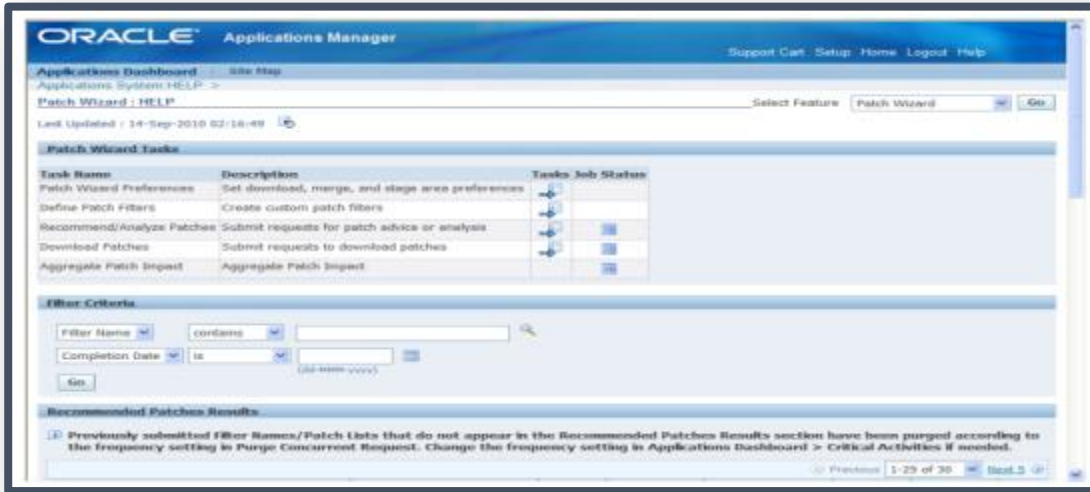 ORACLE Applications Manager
Support Cart Setup Home Logout Help
Applications Dashboard Site Map
Applications System:HELP >
Patch Wizard : HELP
Select Feature Patch Wizard Go
Last Updated : 14-Sep-2010 02:16:49
Patch Wizard Tasks
Task Name Description Tasks Job Status
Patch Wizard Preferences Set download, merge, and stage area preferences
Define Patch Filters Create custom patch filters
Recommend/Analyze Patches Submit requests for patch advice or analysis
Download Patches Submit requests to download patches
Aggregate Patch Impact Aggregate Patch Impact
Filter Criteria
Filter Name contains
Completion Date is
Go
Recommended Patches Results
Previously submitted Filter Names/Patch Lists that do not appear in the Recommended Patches Results section have been purged according to
the frequency setting in Purge Concurrent Request. Change the frequency setting in Applications Dashboard > Critical Activities if needed.
Previous 1-25 of 30 Next 5